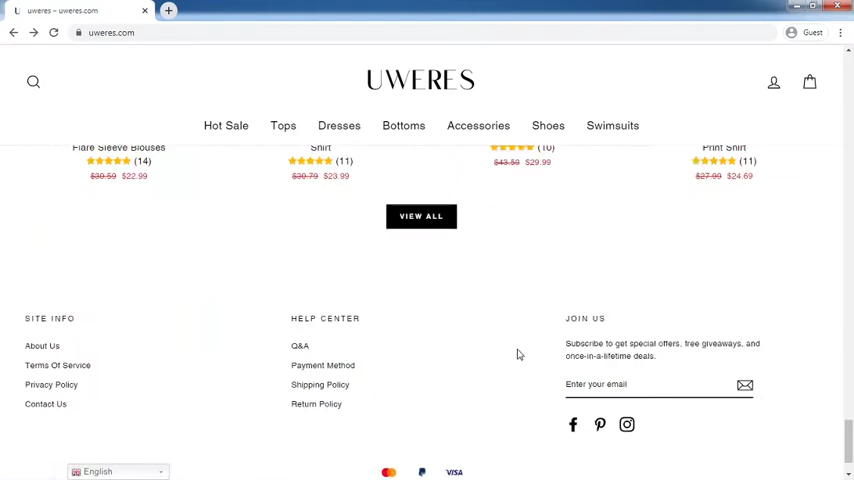 uweres – uweres.com
uweres.com
Guest
UWERES
Hot Sale Tops Dresses Bottoms Accessories Shoes Swimsuits
Flare Sleeve Blouses Shirt Print Shirt
(14) (11) (10) (11)
$30.59 $22.99 $30.79 $23.99 $43.59 $29.99 $27.99 $24.69
VIEW ALL
SITE INFO HELP CENTER JOIN US
About Us Q&A Subscribe to get special offers, free giveaways, and
once-in-a-lifetime deals.
Terms Of Service Payment Method
Privacy Policy Shipping Policy Enter your email
Contact Us Return Policy
English
VISA